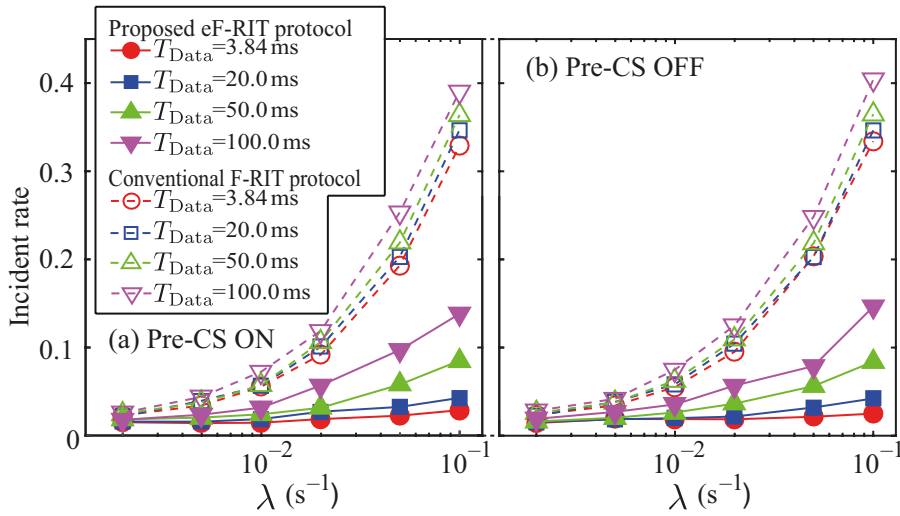 Proposed eF-RIT protocol
T_Data=3.84 ms
T_Data=20.0 ms
T_Data=50.0 ms
T_Data=100.0 ms
Conventional F-RIT protocol
T_Data=3.84 ms
T_Data=20.0 ms
T_Data=50.0 ms
T_Data=100.0 ms
(a) Pre-CS ON
(b) Pre-CS OFF
Incident rate
0.4
0.2
0.1
0
10^−2
10^−1
10^−2
10^−1
λ (s^−1)
λ (s^−1)